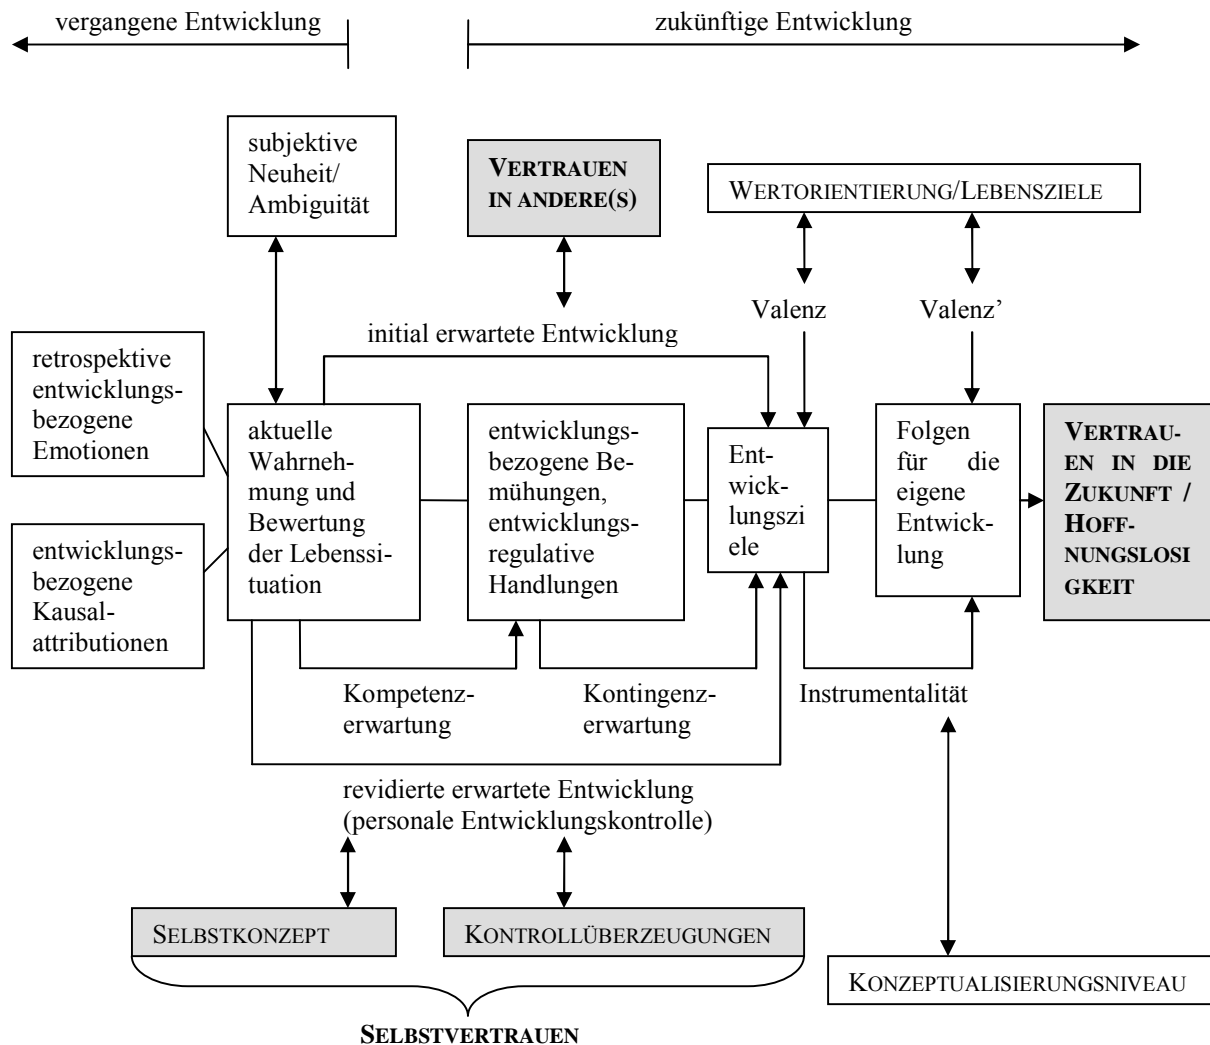 vergangene Entwicklung
zukünftige Entwicklung
subjektive
Neuheit/
Ambiguität
VERTRAUEN
IN ANDERE(S)
WERTORIENTIERUNG/LEBENSZIELE
Valenz
Valenz’
initial erwartete Entwicklung
retrospektive
entwicklungs-
bezogene
Emotionen
entwicklungs-
bezogene
Kausal-
attributionen
aktuelle
Wahrneh-
mung und
Bewertung
der Lebenssi-
tuation
entwicklungs-
bezogene Be-
mühungen,
entwicklungs-
regulative
Handlungen
Ent-
wick-
lungszi
ele
Folgen
für die
eigene
Entwick-
lung
VERTRAU-
EN IN DIE
ZUKUNFT /
HOFF-
NUNGSLOSI
GKEIT
Kompetenz-
erwartung
Kontingenz-
erwartung
Instrumentalität
revidierte erwartete Entwicklung
(personale Entwicklungskontrolle)
SELBSTKONZEPT
KONTROLLÜBERZEUGUNGEN
KONZEPTUALISIERUNGSNIVEAU
SELBSTVERTRAUEN